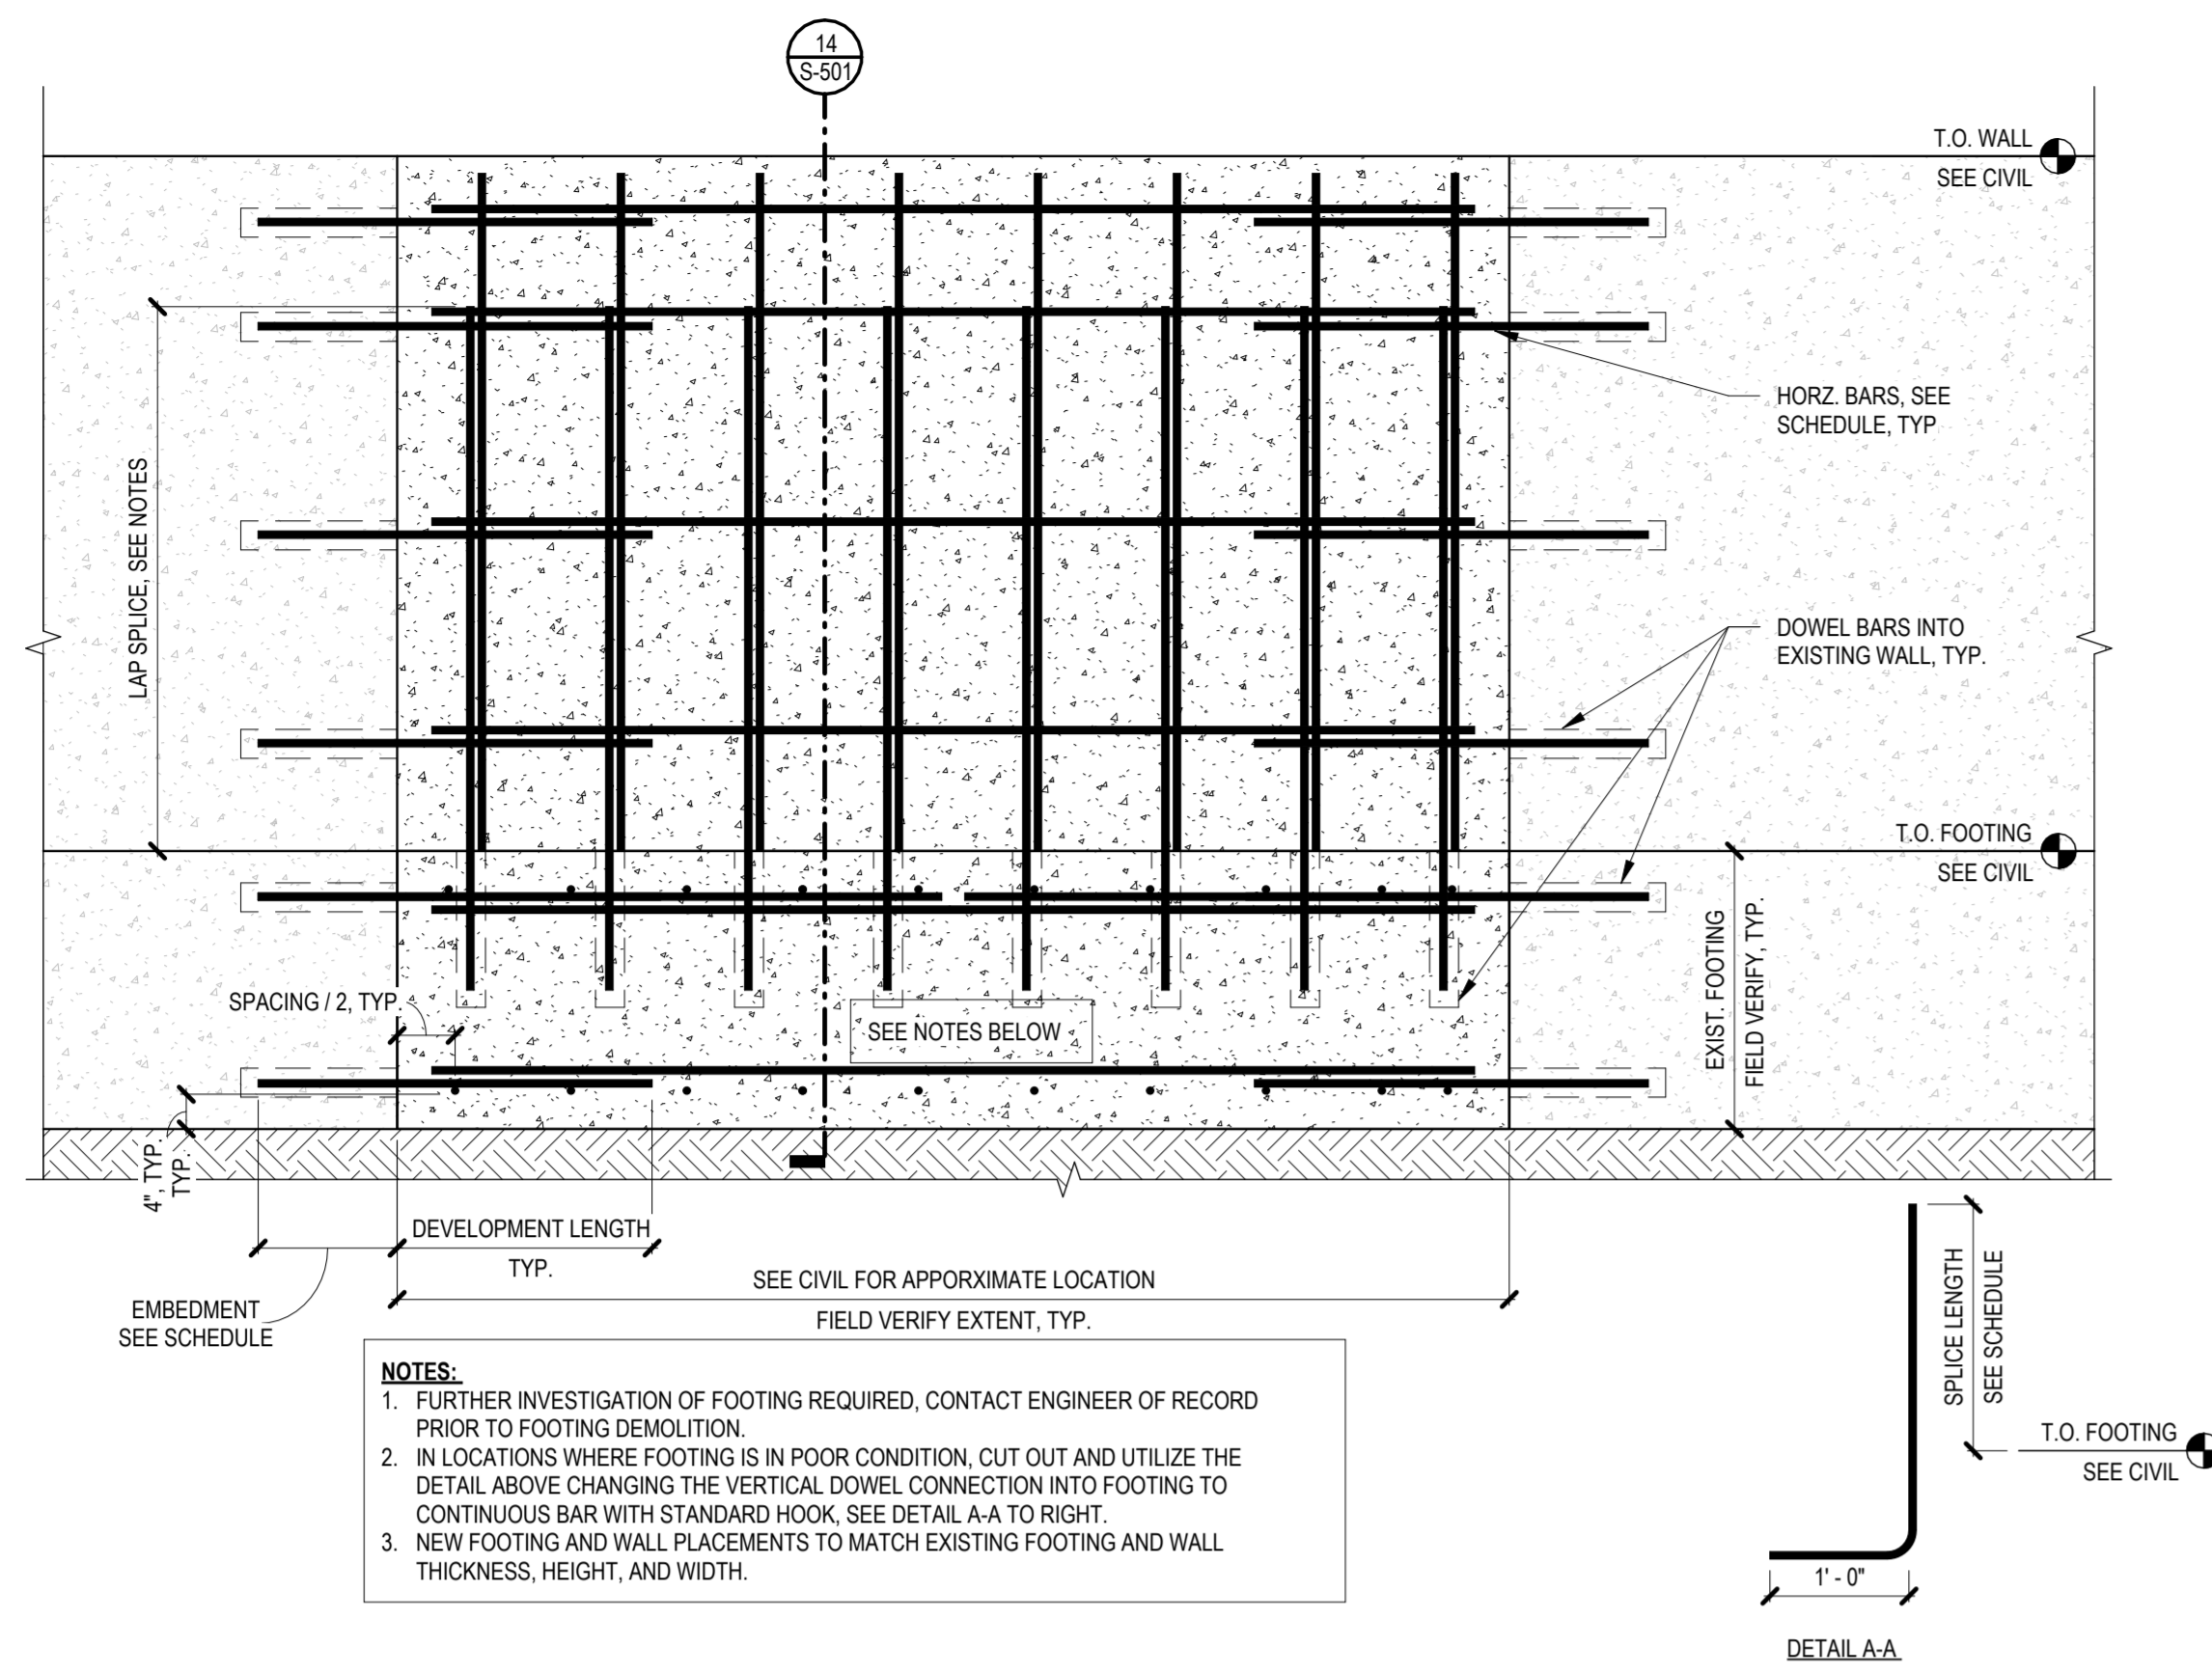 14
S-501
T.O. WALL
SEE CIVIL
HORZ. BARS, SEE
SCHEDULE, TYP
LAP SPLICE, SEE NOTES
DOWEL BARS INTO
EXISTING WALL, TYP.
T.O. FOOTING
SEE CIVIL
EXIST. FOOTING
FIELD VERIFY, TYP.
SPACING / 2, TYP.
SEE NOTES BELOW
4", TYP.
TYP.
DEVELOPMENT LENGTH
TYP.
EMBEDMENT
SEE SCHEDULE
SEE CIVIL FOR APPORXIMATE LOCATION
FIELD VERIFY EXTENT, TYP.
NOTES:
1. FURTHER INVESTIGATION OF FOOTING REQUIRED, CONTACT ENGINEER OF RECORD
PRIOR TO FOOTING DEMOLITION.
2. IN LOCATIONS WHERE FOOTING IS IN POOR CONDITION, CUT OUT AND UTILIZE THE
DETAIL ABOVE CHANGING THE VERTICAL DOWEL CONNECTION INTO FOOTING TO
CONTINUOUS BAR WITH STANDARD HOOK, SEE DETAIL A-A TO RIGHT.
3. NEW FOOTING AND WALL PLACEMENTS TO MATCH EXISTING FOOTING AND WALL
THICKNESS, HEIGHT, AND WIDTH.
SPLICE LENGTH
SEE SCHEDULE
T.O. FOOTING
SEE CIVIL
1' - 0"
DETAIL A-A